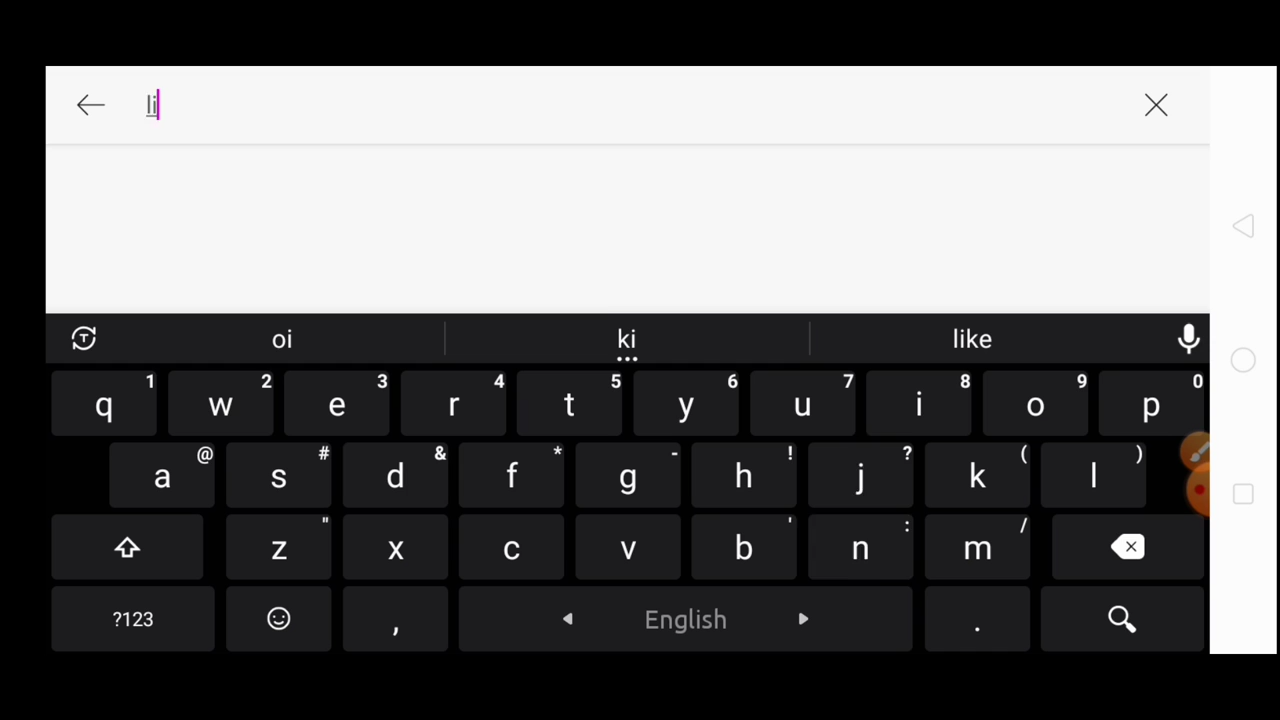 li
oi ki like
q 1 w 2 e 3 r 4 t 5 y 6 u 7 i 8 o 9 p 0
a @ s # d & f * g - h ! j ? k ( l )
z " x c v b ' n : m /
?123 , English .